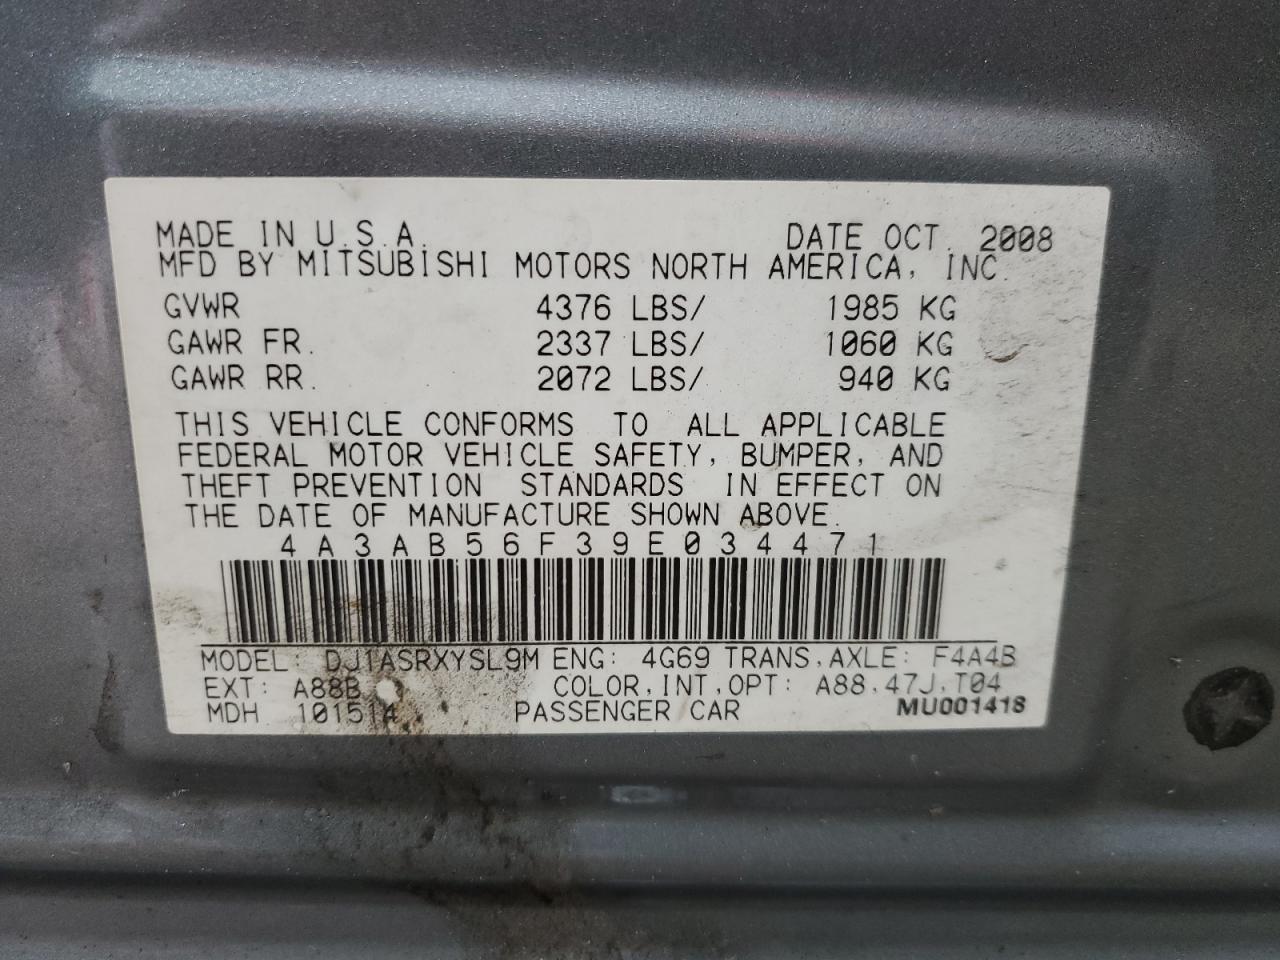 MADE IN U.S.A. DATE OCT. 2008
MFD BY MITSUBISHI MOTORS NORTH AMERICA, INC.
GVWR 4376 LBS/ 1985 KG
GAWR FR. 2337 LBS/ 1060 KG
GAWR RR. 2072 LBS/ 940 KG
THIS VEHICLE CONFORMS TO ALL APPLICABLE
FEDERAL MOTOR VEHICLE SAFETY, BUMPER, AND
THEFT PREVENTION STANDARDS IN EFFECT ON
THE DATE OF MANUFACTURE SHOWN ABOVE.
4A3AB56F39E034471
MODEL: DJ1ASRXYSL9M ENG: 4G69 TRANS,AXLE: F4A4B
EXT: A88B COLOR,INT,OPT: A88,47J,T04
MDH 101514 PASSENGER CAR MU001418